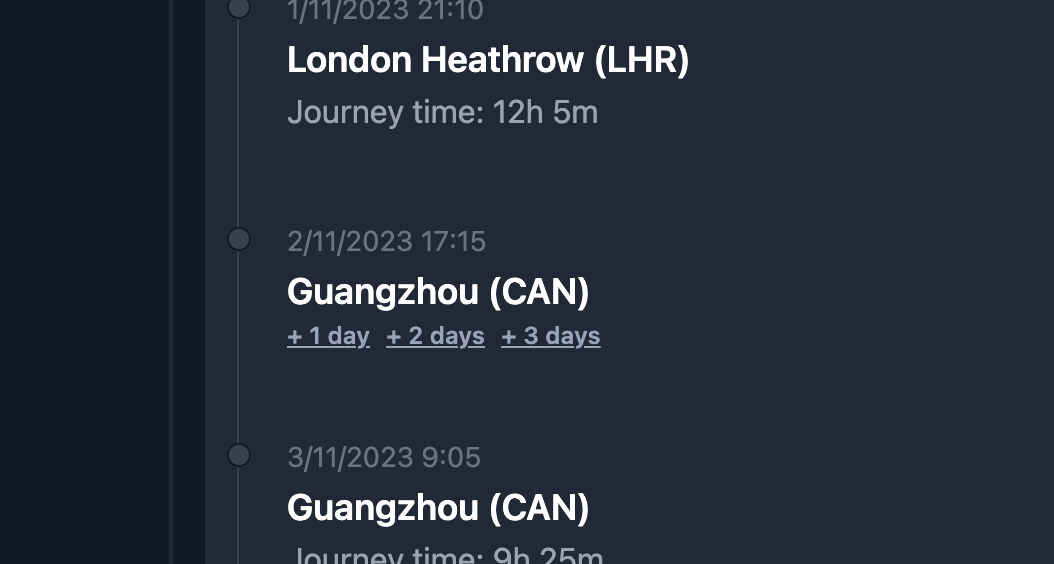 1/11/2023 21:10
London Heathrow (LHR)
Journey time: 12h 5m
2/11/2023 17:15
Guangzhou (CAN)
+ 1 day + 2 days + 3 days
3/11/2023 9:05
Guangzhou (CAN)
Journey time: 9h 25m